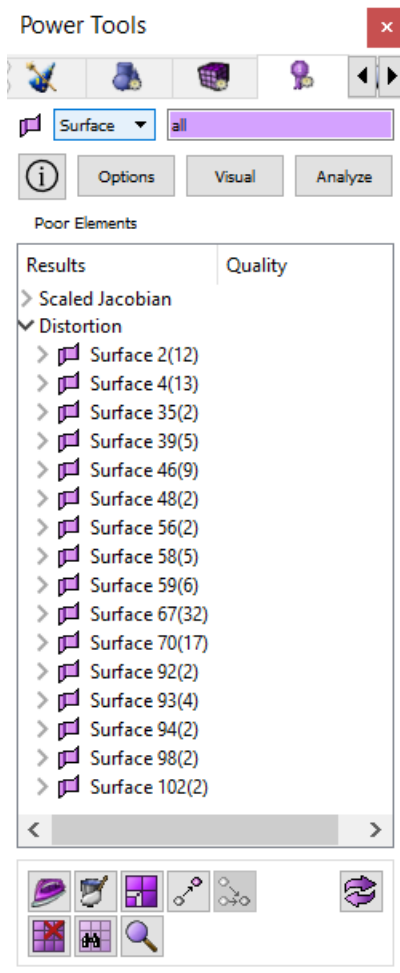 Power Tools
Surface all
Options Visual Analyze
Poor Elements
Results Quality
Scaled Jacobian
Distortion
Surface 2(12)
Surface 4(13)
Surface 35(2)
Surface 39(5)
Surface 46(9)
Surface 48(2)
Surface 56(2)
Surface 58(5)
Surface 59(6)
Surface 67(32)
Surface 70(17)
Surface 92(2)
Surface 93(4)
Surface 94(2)
Surface 98(2)
Surface 102(2)